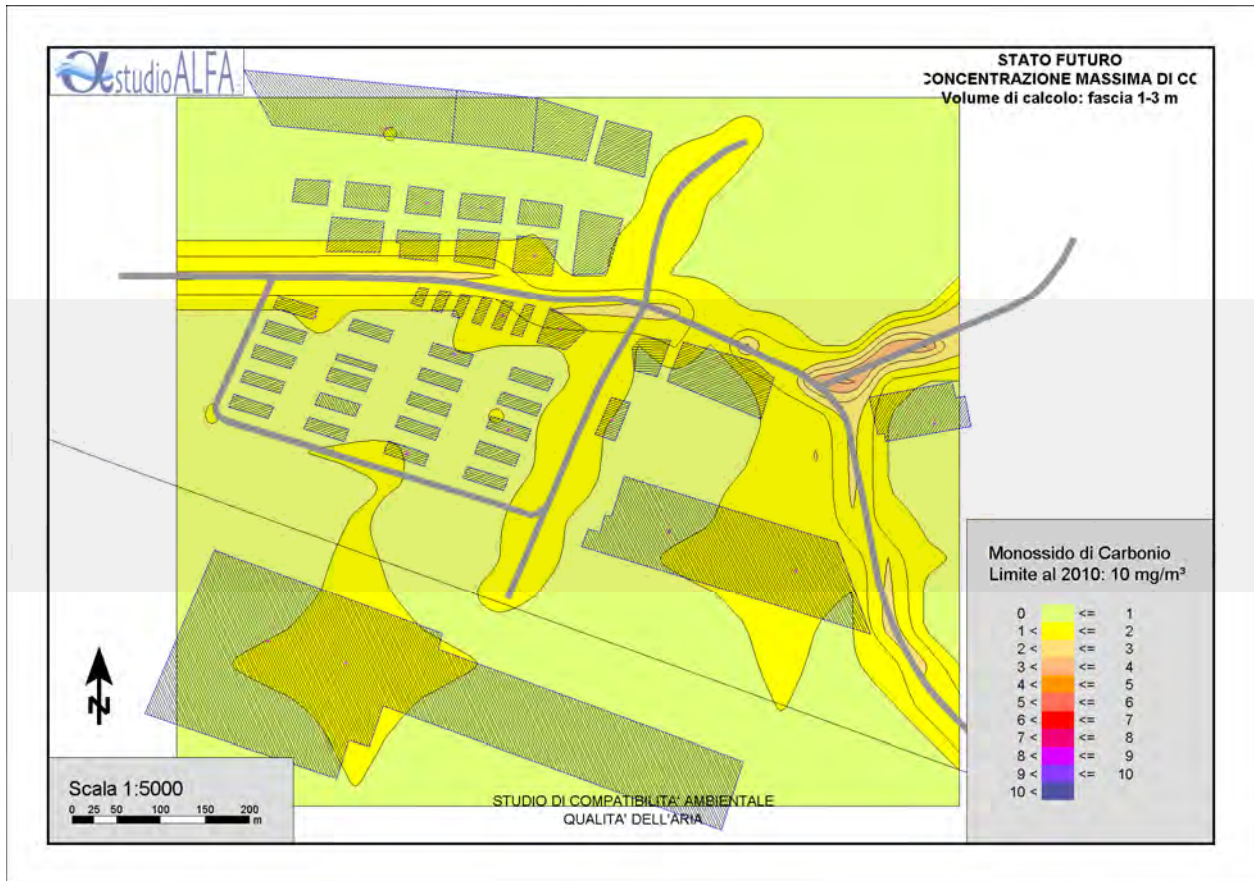 αstudioALFA
STATO FUTURO
CONCENTRAZIONE MASSIMA DI CO
Volume di calcolo: fascia 1-3 m
Monossido di Carbonio
Limite al 2010: 10 mg/m³
0 <= 1
1 < <= 2
2 < <= 3
3 < <= 4
4 < <= 5
5 < <= 6
6 < <= 7
7 < <= 8
8 < <= 9
9 < <= 10
10 <
N
Scala 1:5000
0 25 50 100 150 200
m
STUDIO DI COMPATIBILITA' AMBIENTALE
QUALITA' DELL'ARIA